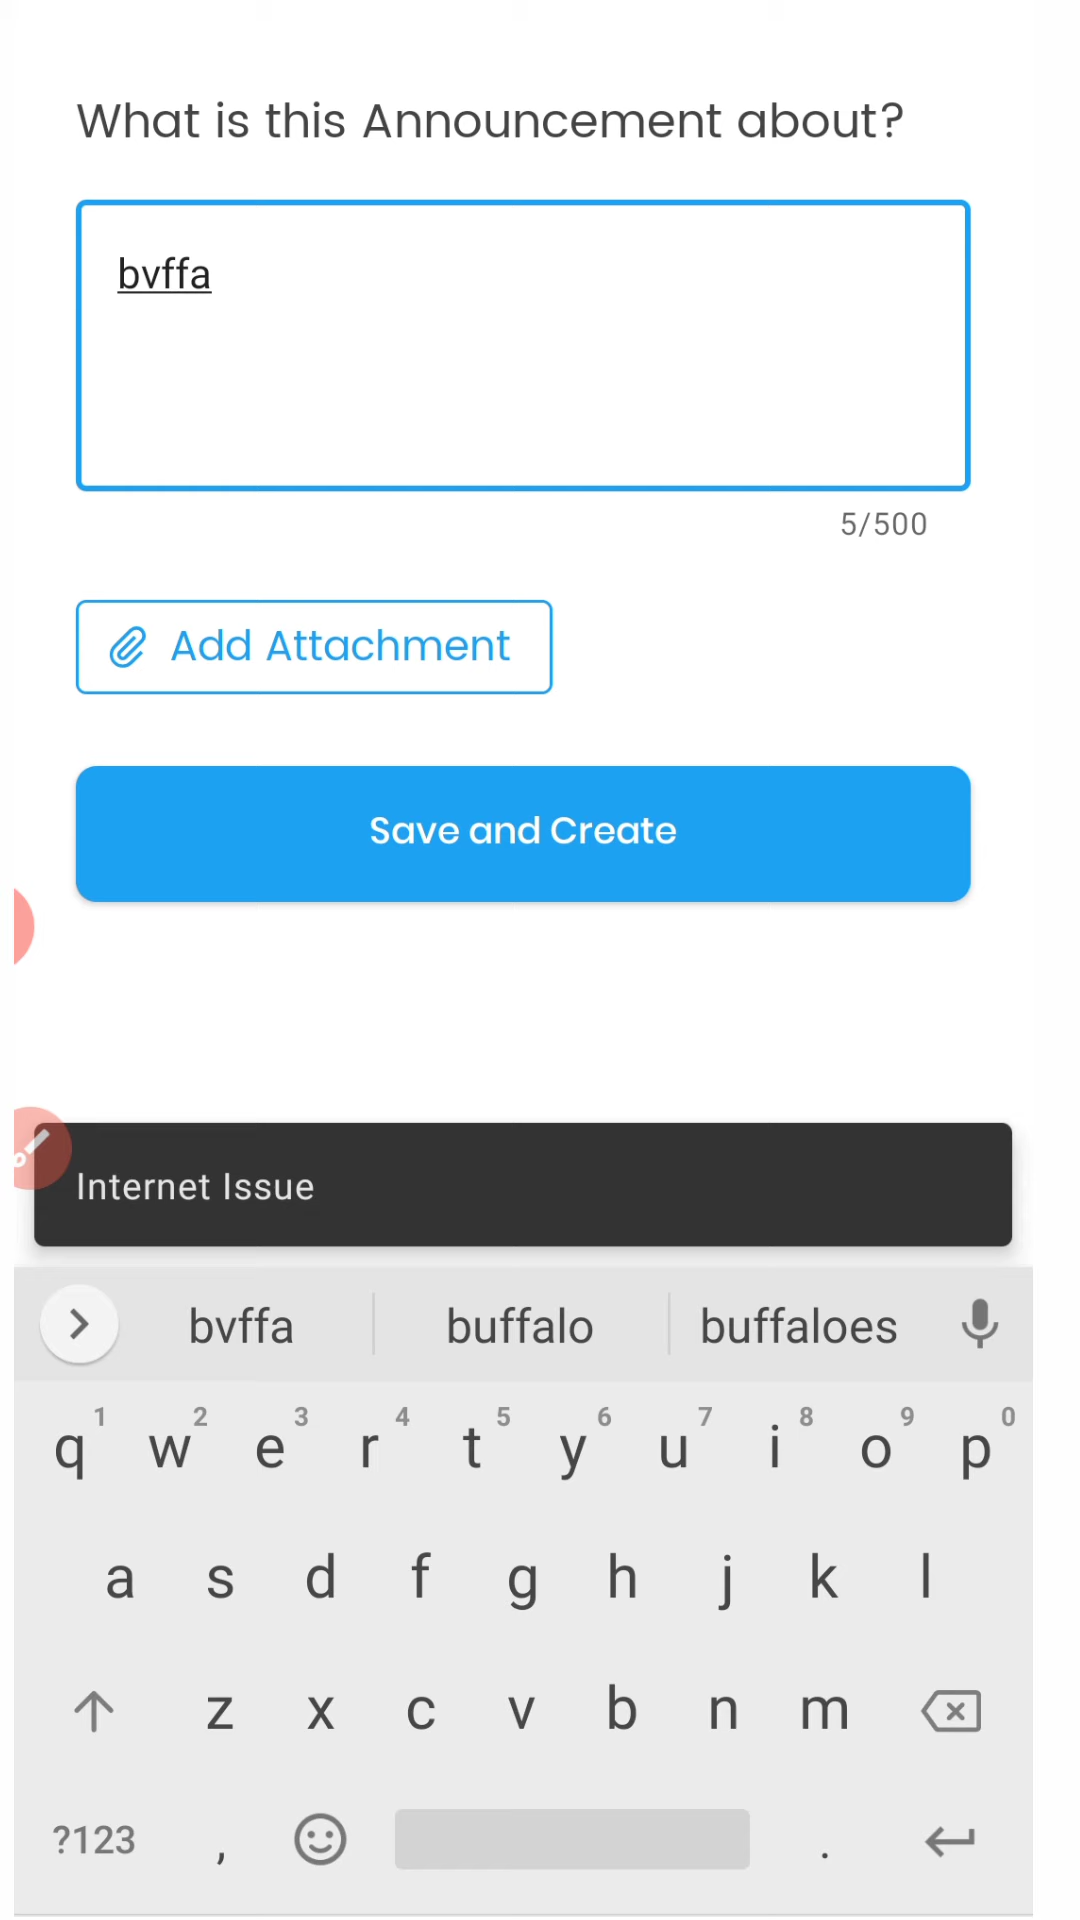 What is this Announcement about?
bvffa
5/500
Add Attachment
Save and Create
Internet Issue
bvffa buffalo buffaloes
1 2 3 4 5 6 7 8 9 0
q w e r t y u i o p
a s d f g h j k l
z x c v b n m
?123 , .